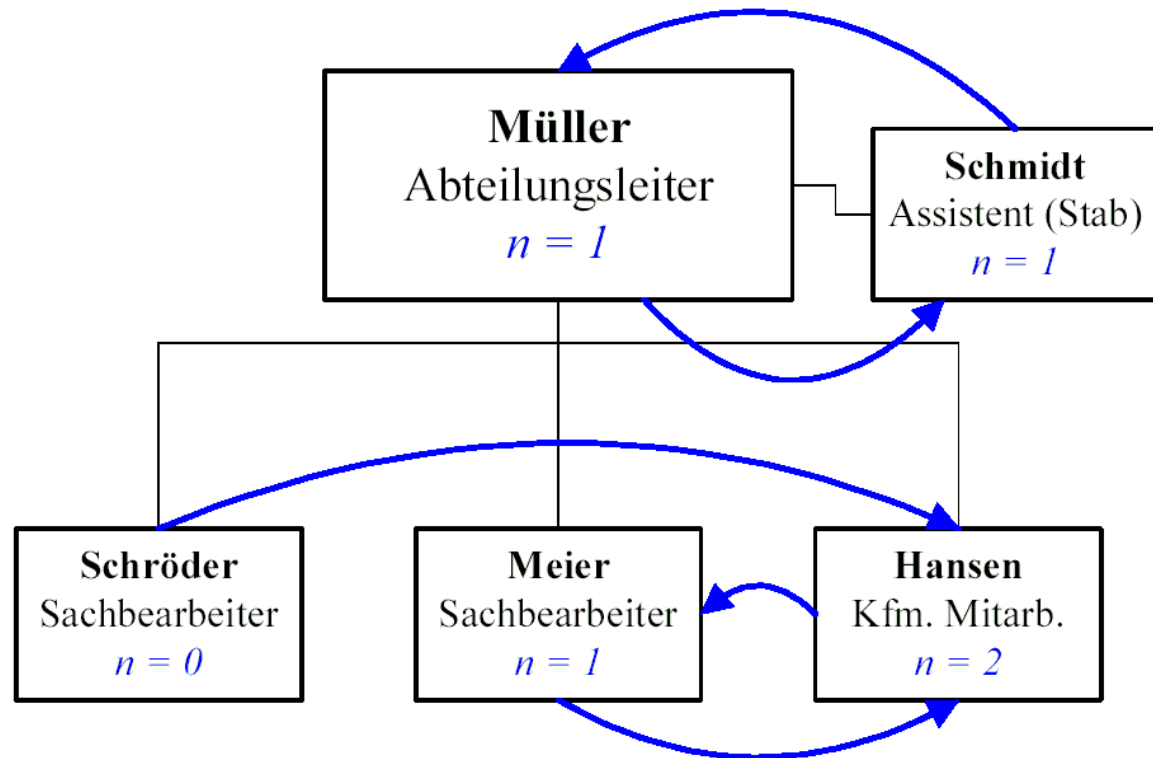 Müller
Abteilungsleiter
n = 1
Schmidt
Assistent (Stab)
n = 1
Schröder
Sachbearbeiter
n = 0
Meier
Sachbearbeiter
n = 1
Hansen
Kfm. Mitarb.
n = 2